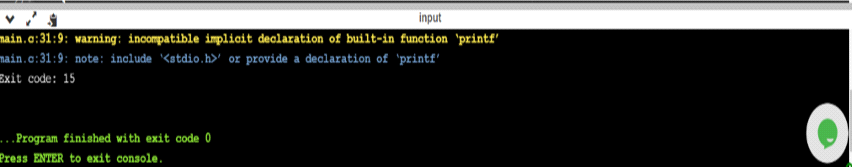 input
main.c:31:9: warning: incompatible implicit declaration of built-in function ‘printf’
main.c:31:9: note: include ‘<stdio.h>’ or provide a declaration of ‘printf’
Exit code: 15
...Program finished with exit code 0
Press ENTER to exit console.